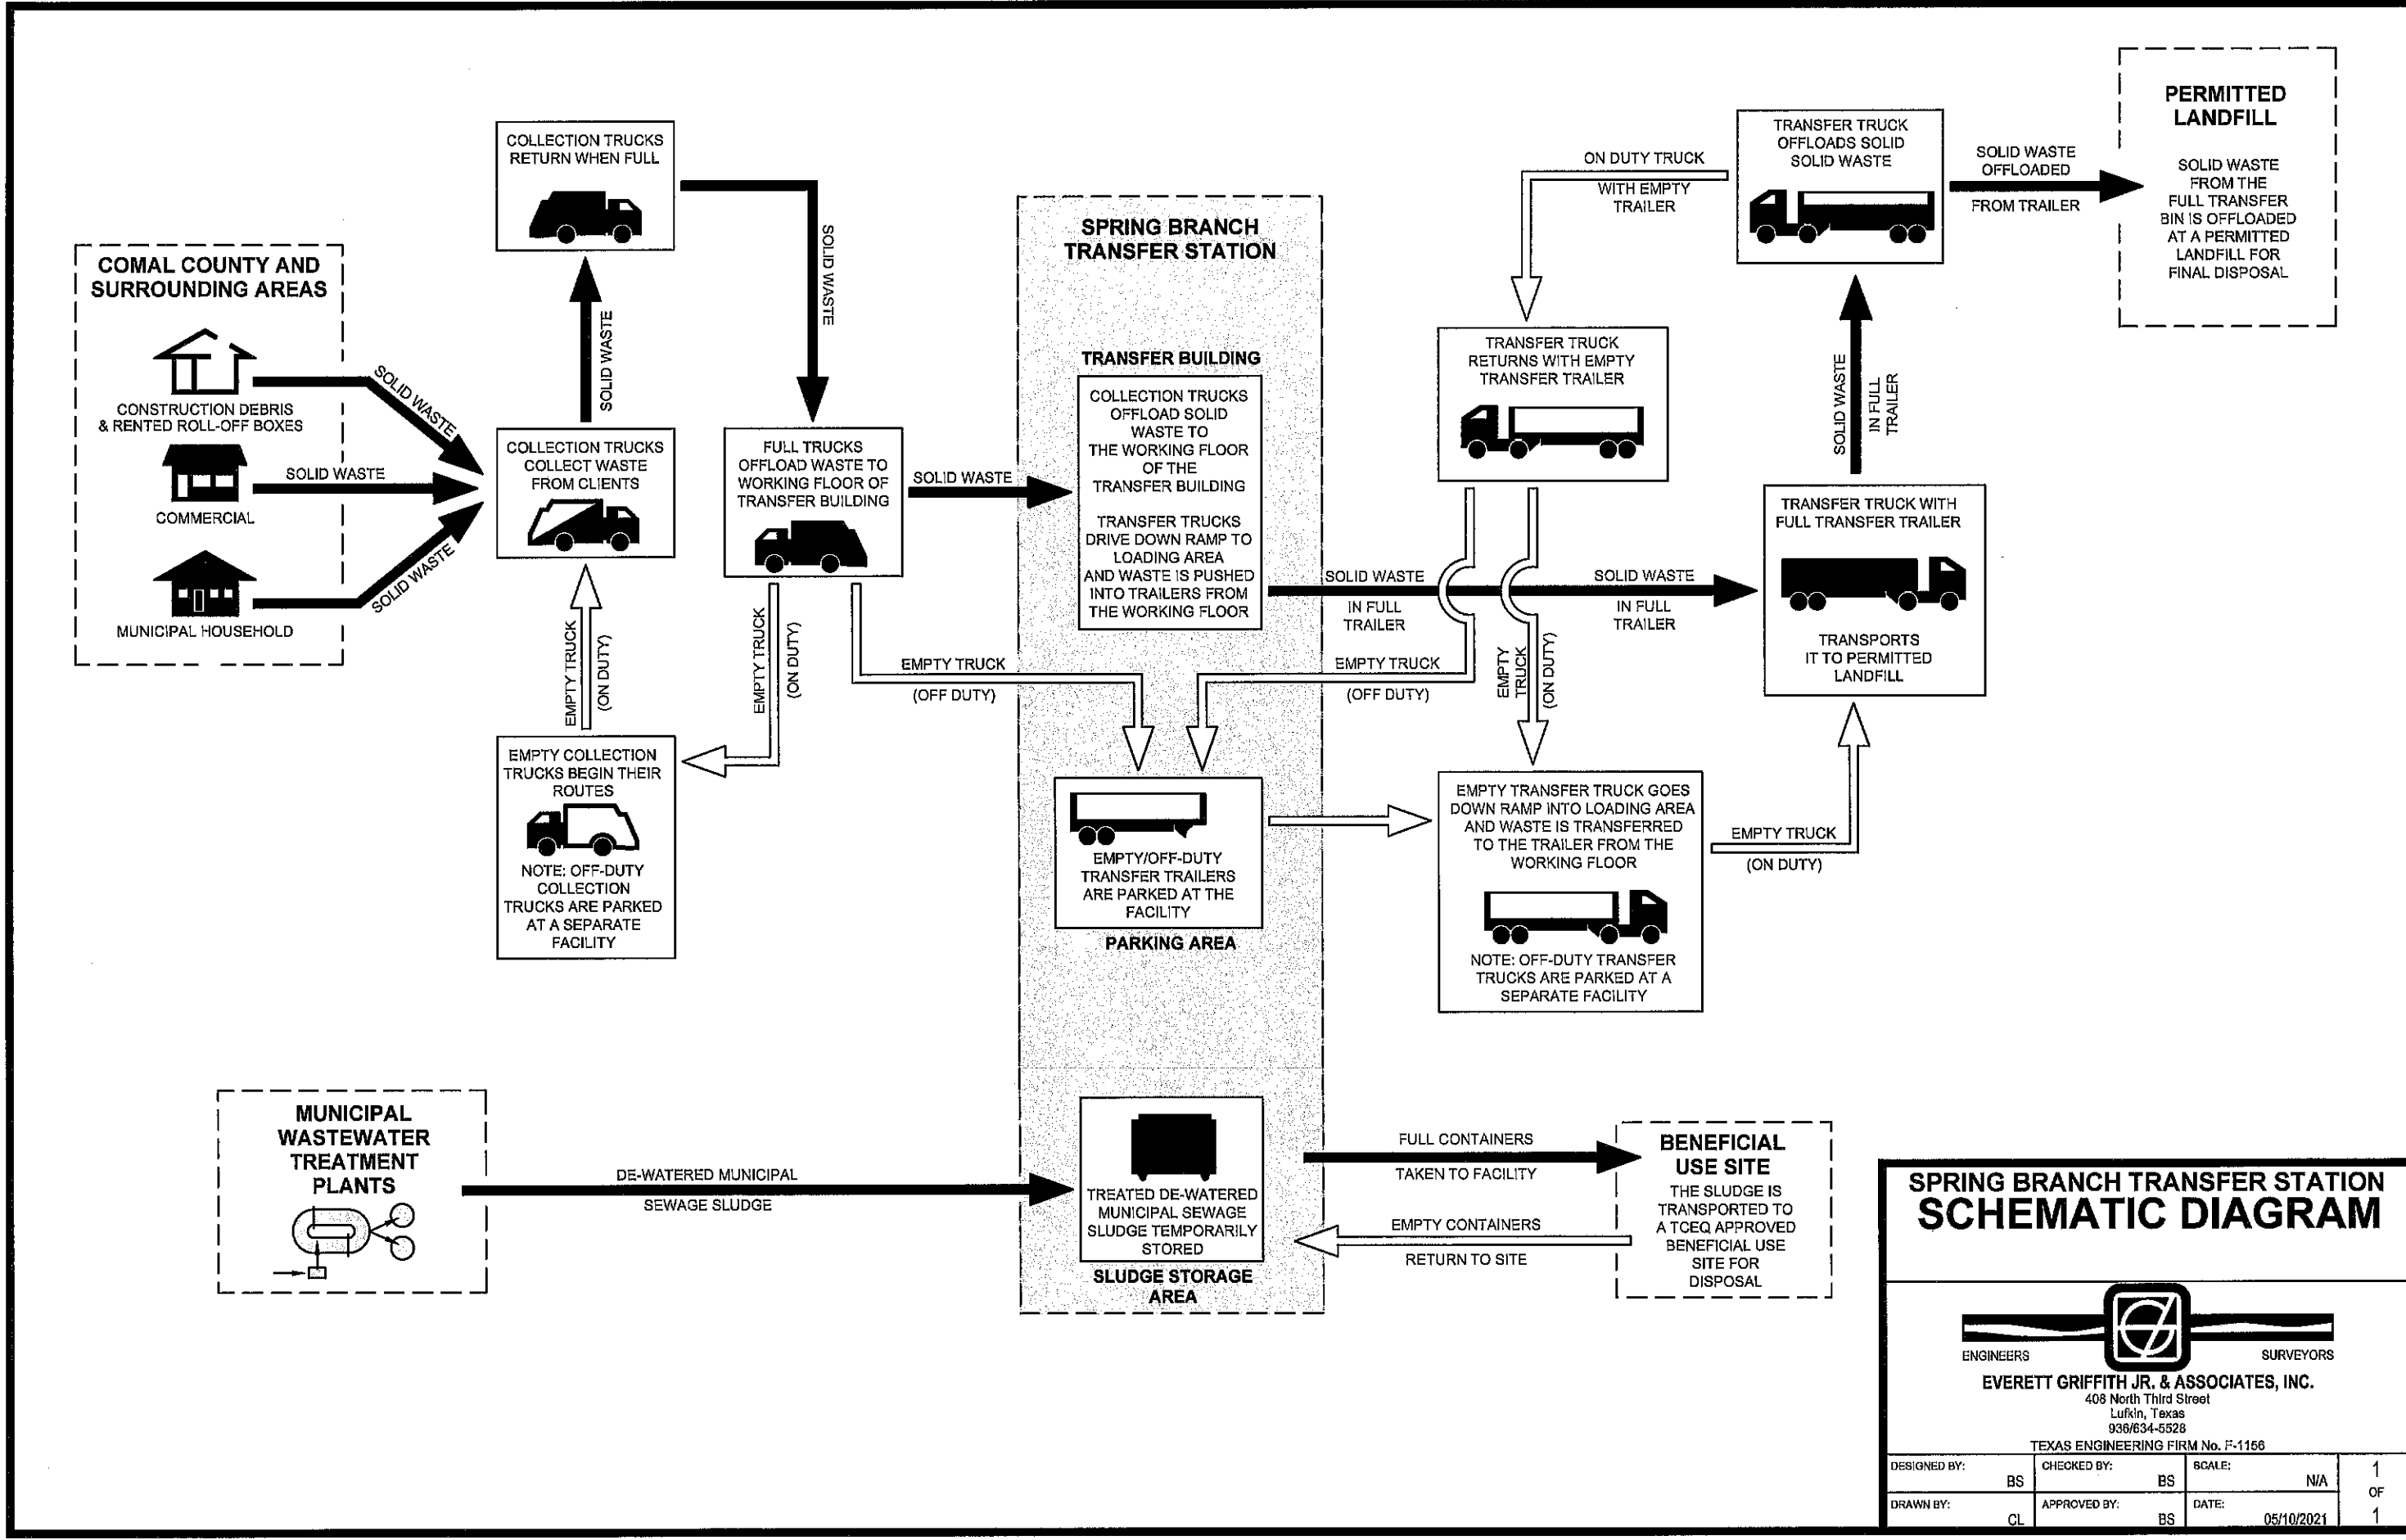 COMAL COUNTY AND
SURROUNDING AREAS
CONSTRUCTION DEBRIS
& RENTED ROLL-OFF BOXES
COMMERCIAL
MUNICIPAL HOUSEHOLD
SOLID WASTE
SOLID WASTE
SOLID WASTE
COLLECTION TRUCKS
RETURN WHEN FULL
SOLID WASTE
SOLID WASTE
COLLECTION TRUCKS
COLLECT WASTE
FROM CLIENTS
EMPTY TRUCK
(ON DUTY)
EMPTY COLLECTION
TRUCKS BEGIN THEIR
ROUTES
NOTE: OFF-DUTY
COLLECTION
TRUCKS ARE PARKED
AT A SEPARATE
FACILITY
FULL TRUCKS
OFFLOAD WASTE TO
WORKING FLOOR OF
TRANSFER BUILDING
EMPTY TRUCK
(ON DUTY)
SOLID WASTE
EMPTY TRUCK
(OFF DUTY)
SPRING BRANCH
TRANSFER STATION
TRANSFER BUILDING
COLLECTION TRUCKS
OFFLOAD SOLID
WASTE TO
THE WORKING FLOOR
OF THE
TRANSFER BUILDING
TRANSFER TRUCKS
DRIVE DOWN RAMP TO
LOADING AREA
AND WASTE IS PUSHED
INTO TRAILERS FROM
THE WORKING FLOOR
EMPTY/OFF-DUTY
TRANSFER TRAILERS
ARE PARKED AT THE
FACILITY
PARKING AREA
SOLID WASTE
IN FULL
TRAILER
SOLID WASTE
IN FULL
TRAILER
EMPTY TRUCK
(OFF DUTY)
EMPTY
TRUCK
(ON DUTY)
ON DUTY TRUCK
WITH EMPTY
TRAILER
TRANSFER TRUCK
RETURNS WITH EMPTY
TRANSFER TRAILER
TRANSFER TRUCK
OFFLOADS SOLID
SOLID WASTE
SOLID WASTE
OFFLOADED
FROM TRAILER
PERMITTED
LANDFILL
SOLID WASTE
FROM THE
FULL TRANSFER
BIN IS OFFLOADED
AT A PERMITTED
LANDFILL FOR
FINAL DISPOSAL
SOLID WASTE
IN FULL
TRAILER
TRANSFER TRUCK WITH
FULL TRANSFER TRAILER
TRANSPORTS
IT TO PERMITTED
LANDFILL
EMPTY TRANSFER TRUCK GOES
DOWN RAMP INTO LOADING AREA
AND WASTE IS TRANSFERRED
TO THE TRAILER FROM THE
WORKING FLOOR
NOTE: OFF-DUTY TRANSFER
TRUCKS ARE PARKED AT A
SEPARATE FACILITY
EMPTY TRUCK
(ON DUTY)
MUNICIPAL
WASTEWATER
TREATMENT
PLANTS
DE-WATERED MUNICIPAL
SEWAGE SLUDGE
TREATED DE-WATERED
MUNICIPAL SEWAGE
SLUDGE TEMPORARILY
STORED
SLUDGE STORAGE
AREA
FULL CONTAINERS
TAKEN TO FACILITY
EMPTY CONTAINERS
RETURN TO SITE
BENEFICIAL
USE SITE
THE SLUDGE IS
TRANSPORTED TO
A TCEQ APPROVED
BENEFICIAL USE
SITE FOR
DISPOSAL
SPRING BRANCH TRANSFER STATION
SCHEMATIC DIAGRAM
ENGINEERS
SURVEYORS
EVERETT GRIFFITH JR. & ASSOCIATES, INC.
408 North Third Street
Lufkin, Texas
936/634-5528
TEXAS ENGINEERING FIRM No. F-1156
DESIGNED BY: BS
CHECKED BY: BS
SCALE: N/A
DRAWN BY: CL
APPROVED BY: BS
DATE: 05/10/2021
1
OF
1